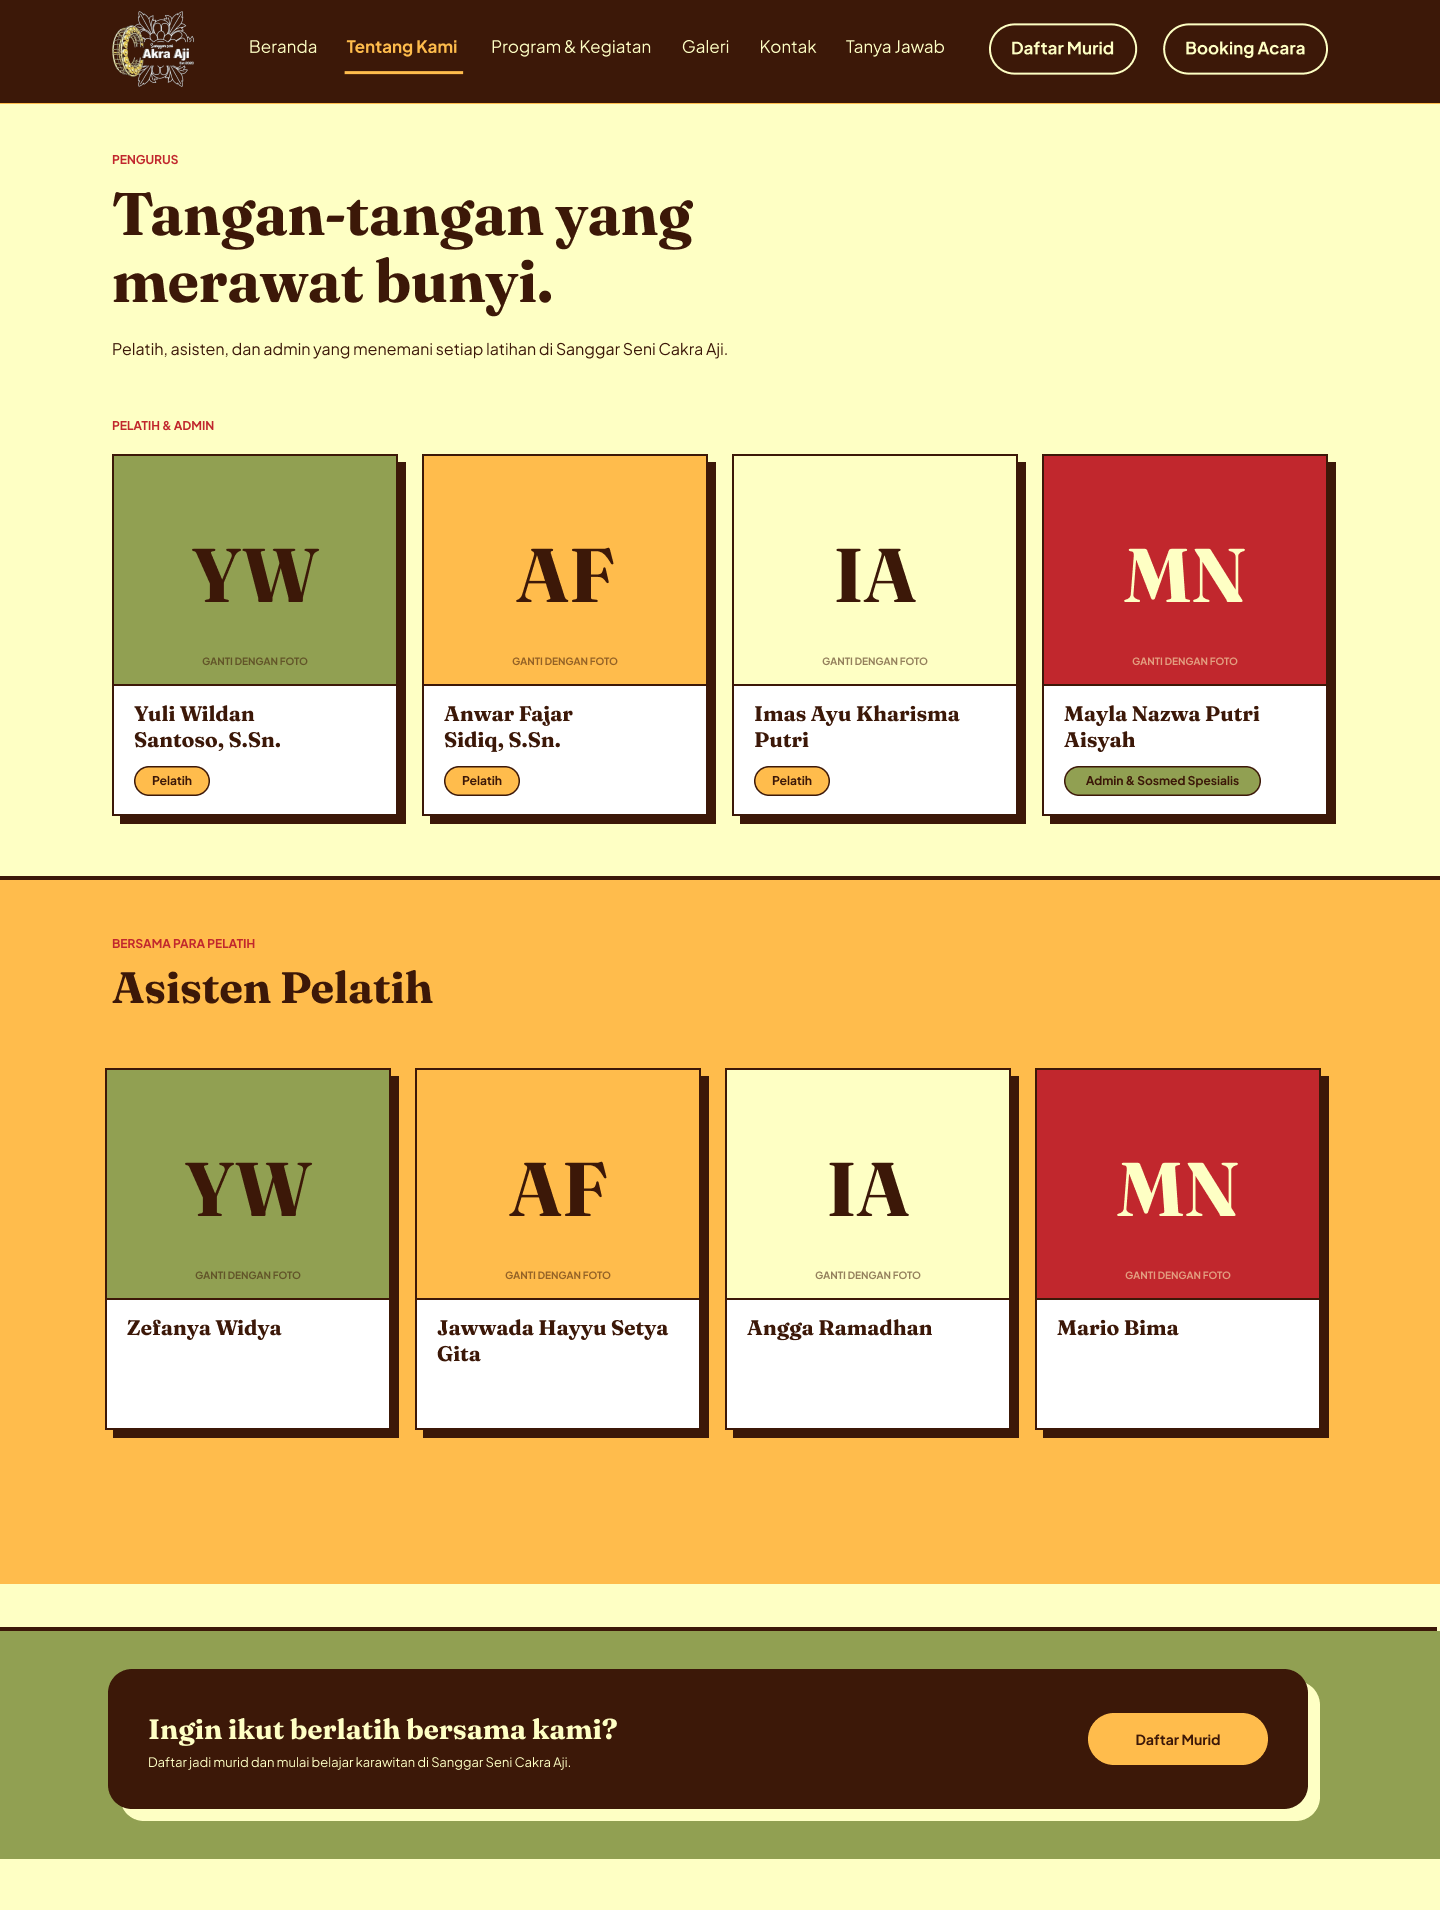 Sanggar seni
Akra Aji
Beranda
Tentang Kami
Program & Kegiatan
Galeri
Kontak
Tanya Jawab
Daftar Murid
Booking Acara
PENGURUS
Tangan-tangan yang
merawat bunyi.
Pelatih, asisten, dan admin yang menemani setiap latihan di Sanggar Seni Cakra Aji.
PELATIH & ADMIN
YW
GANTI DENGAN FOTO
Yuli Wildan
Santoso, S.Sn.
Pelatih
AF
GANTI DENGAN FOTO
Anwar Fajar
Sidiq, S.Sn.
Pelatih
IA
GANTI DENGAN FOTO
Imas Ayu Kharisma
Putri
Pelatih
MN
GANTI DENGAN FOTO
Mayla Nazwa Putri
Aisyah
Admin & Sosmed Spesialis
BERSAMA PARA PELATIH
Asisten Pelatih
YW
GANTI DENGAN FOTO
Zefanya Widya
AF
GANTI DENGAN FOTO
Jawwada Hayyu Setya
Gita
IA
GANTI DENGAN FOTO
Angga Ramadhan
MN
GANTI DENGAN FOTO
Mario Bima
Ingin ikut berlatih bersama kami?
Daftar jadi murid dan mulai belajar karawitan di Sanggar Seni Cakra Aji.
Daftar Murid